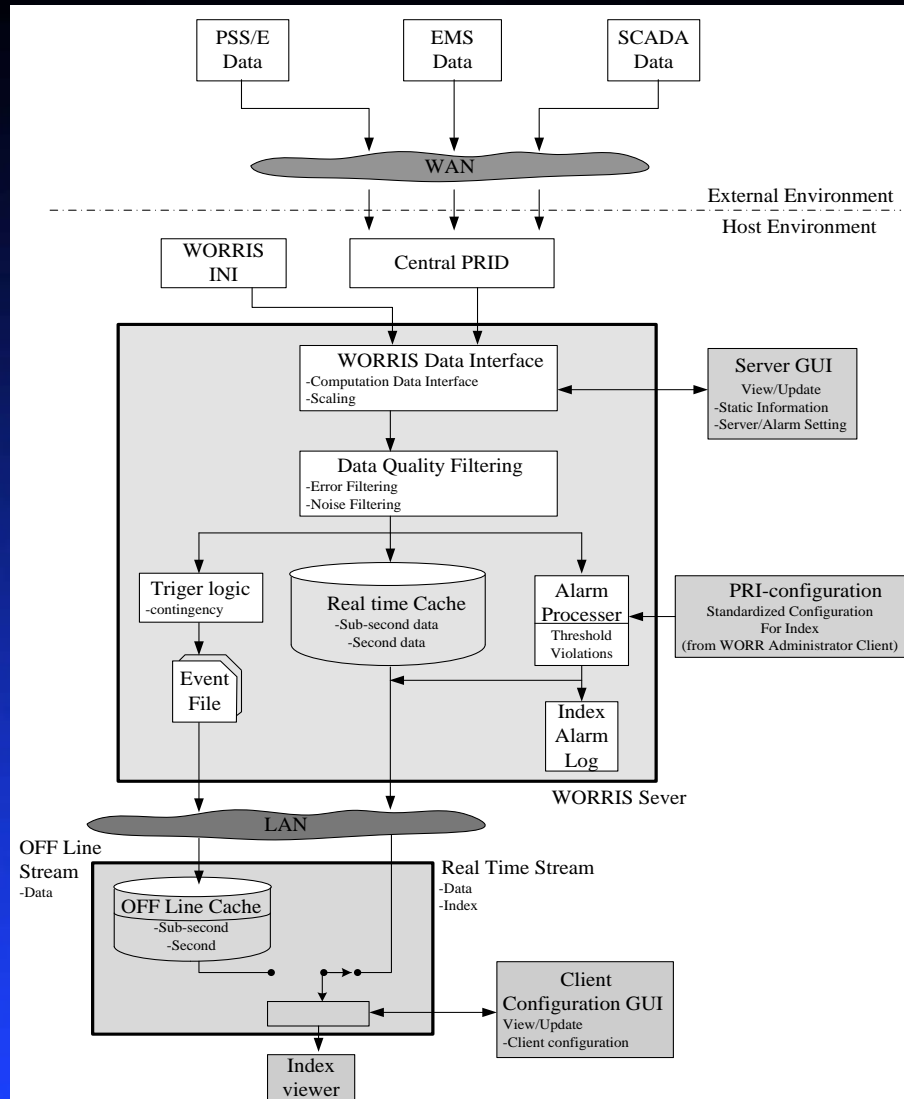 PSS/E
Data
EMS
Data
SCADA
Data
WAN
External Environment
Host Environment
WORRIS
INI
Central PRID
WORRIS Data Interface
-Computation Data Interface
-Scaling
Server GUI
View/Update
-Static Information
-Server/Alarm Setting
Data Quality Filtering
-Error Filtering
-Noise Filtering
Triger logic
-contingency
Real time Cache
-Sub-second data
-Second data
Alarm
Processer
Threshold
Violations
PRI-configuration
Standardized Configuration
For Index
(from WORR Administrator Client)
Event
File
Index
Alarm
Log
WORRIS Sever
LAN
OFF Line
Stream
-Data
Real Time Stream
-Data
-Index
OFF Line Cache
-Sub-second
-Second
Client
Configuration GUI
View/Update
-Client configuration
Index
viewer